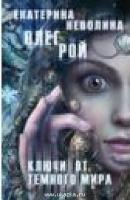 ЕКАТЕРИНА
НЕВОЛИНА
ОЛЕГ
РОЙ
КЛЮЧИ ОТ
ТЕМНОГО МИРА